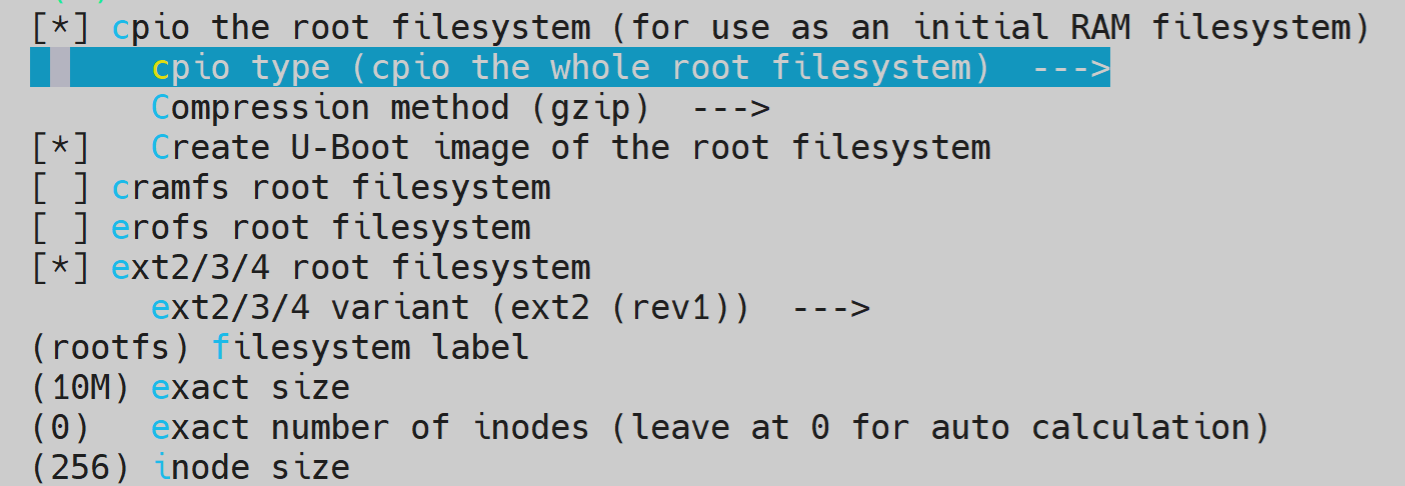 [*] cpio the root filesystem (for use as an initial RAM filesystem)
cpio type (cpio the whole root filesystem)  --->
Compression method (gzip)  --->
[*]   Create U-Boot image of the root filesystem
[ ] cramfs root filesystem
[ ] erofs root filesystem
[*] ext2/3/4 root filesystem
ext2/3/4 variant (ext2 (rev1))  --->
(rootfs) filesystem label
(10M) exact size
(0)   exact number of inodes (leave at 0 for auto calculation)
(256) inode size